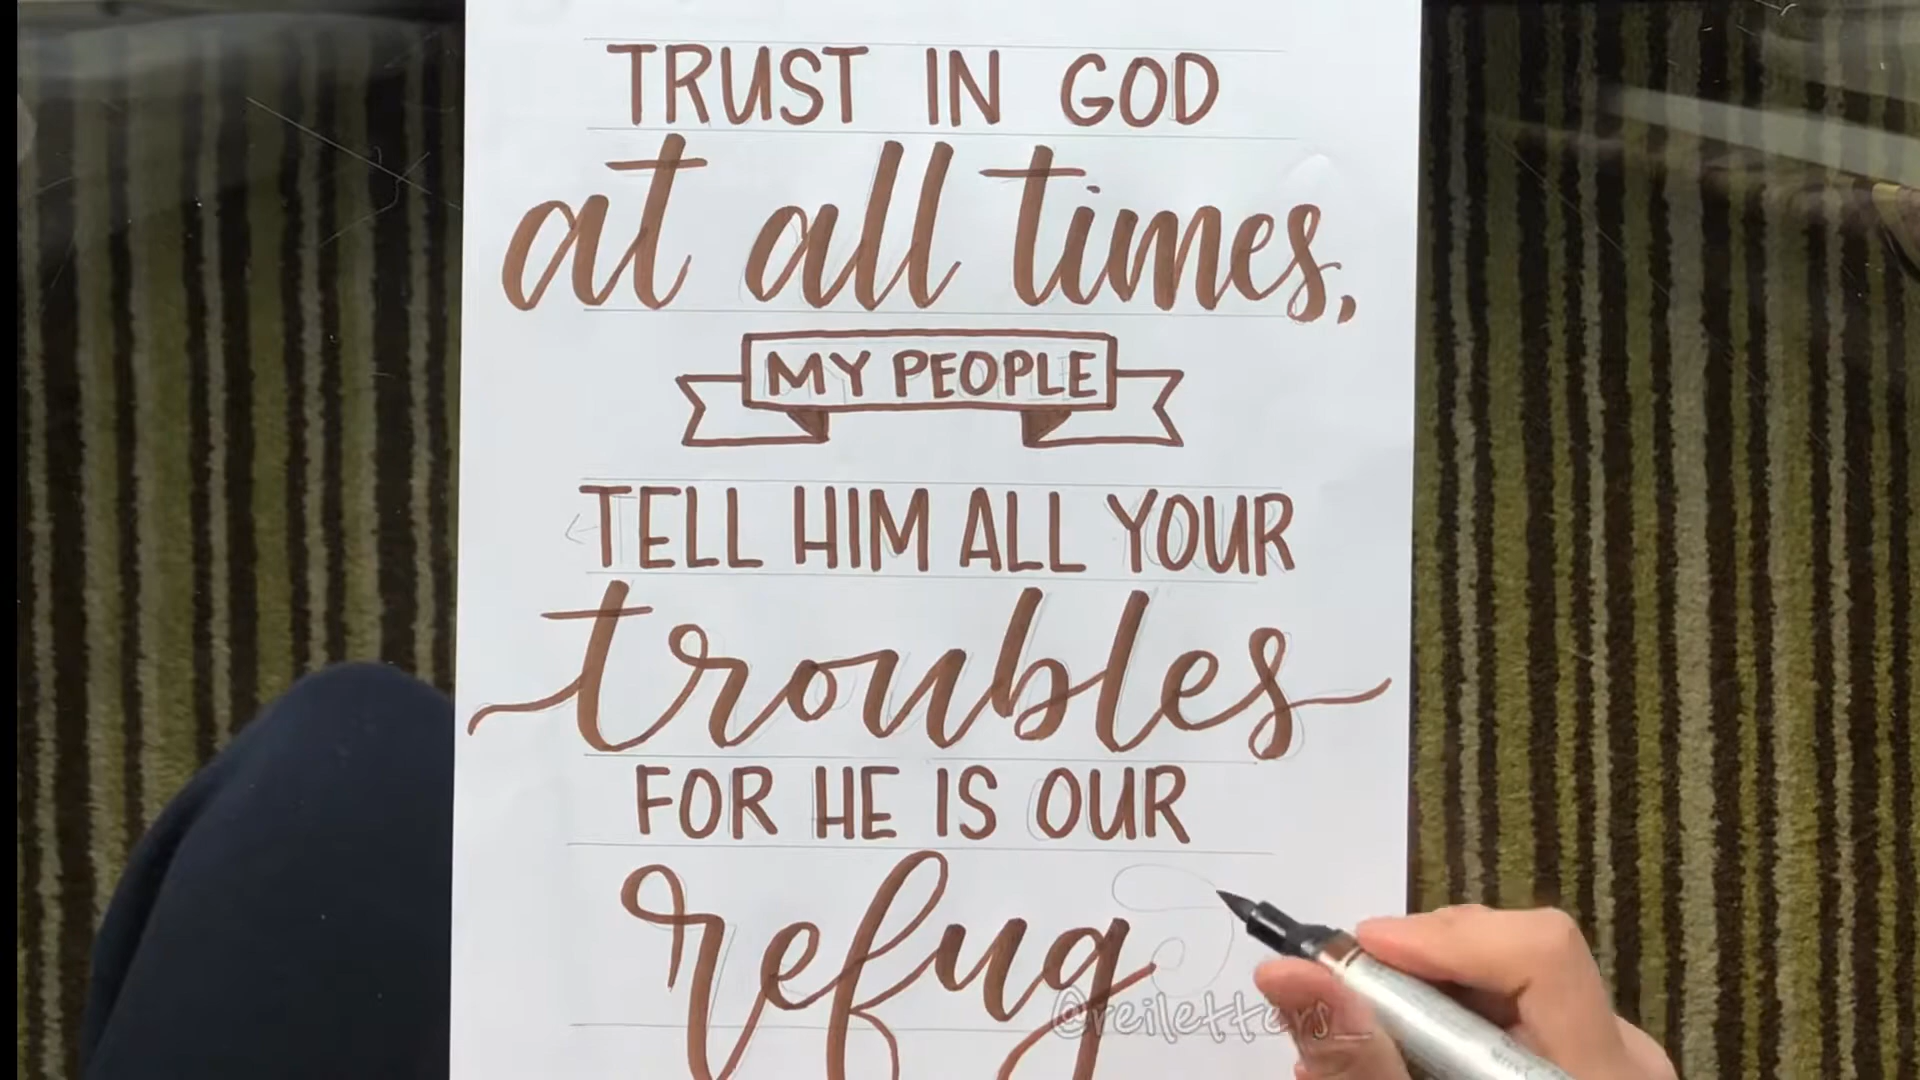 TRUST IN GOD
at all times,
MY PEOPLE
TELL HIM ALL YOUR
troubles
FOR HE IS OUR
refug
@reiletters_